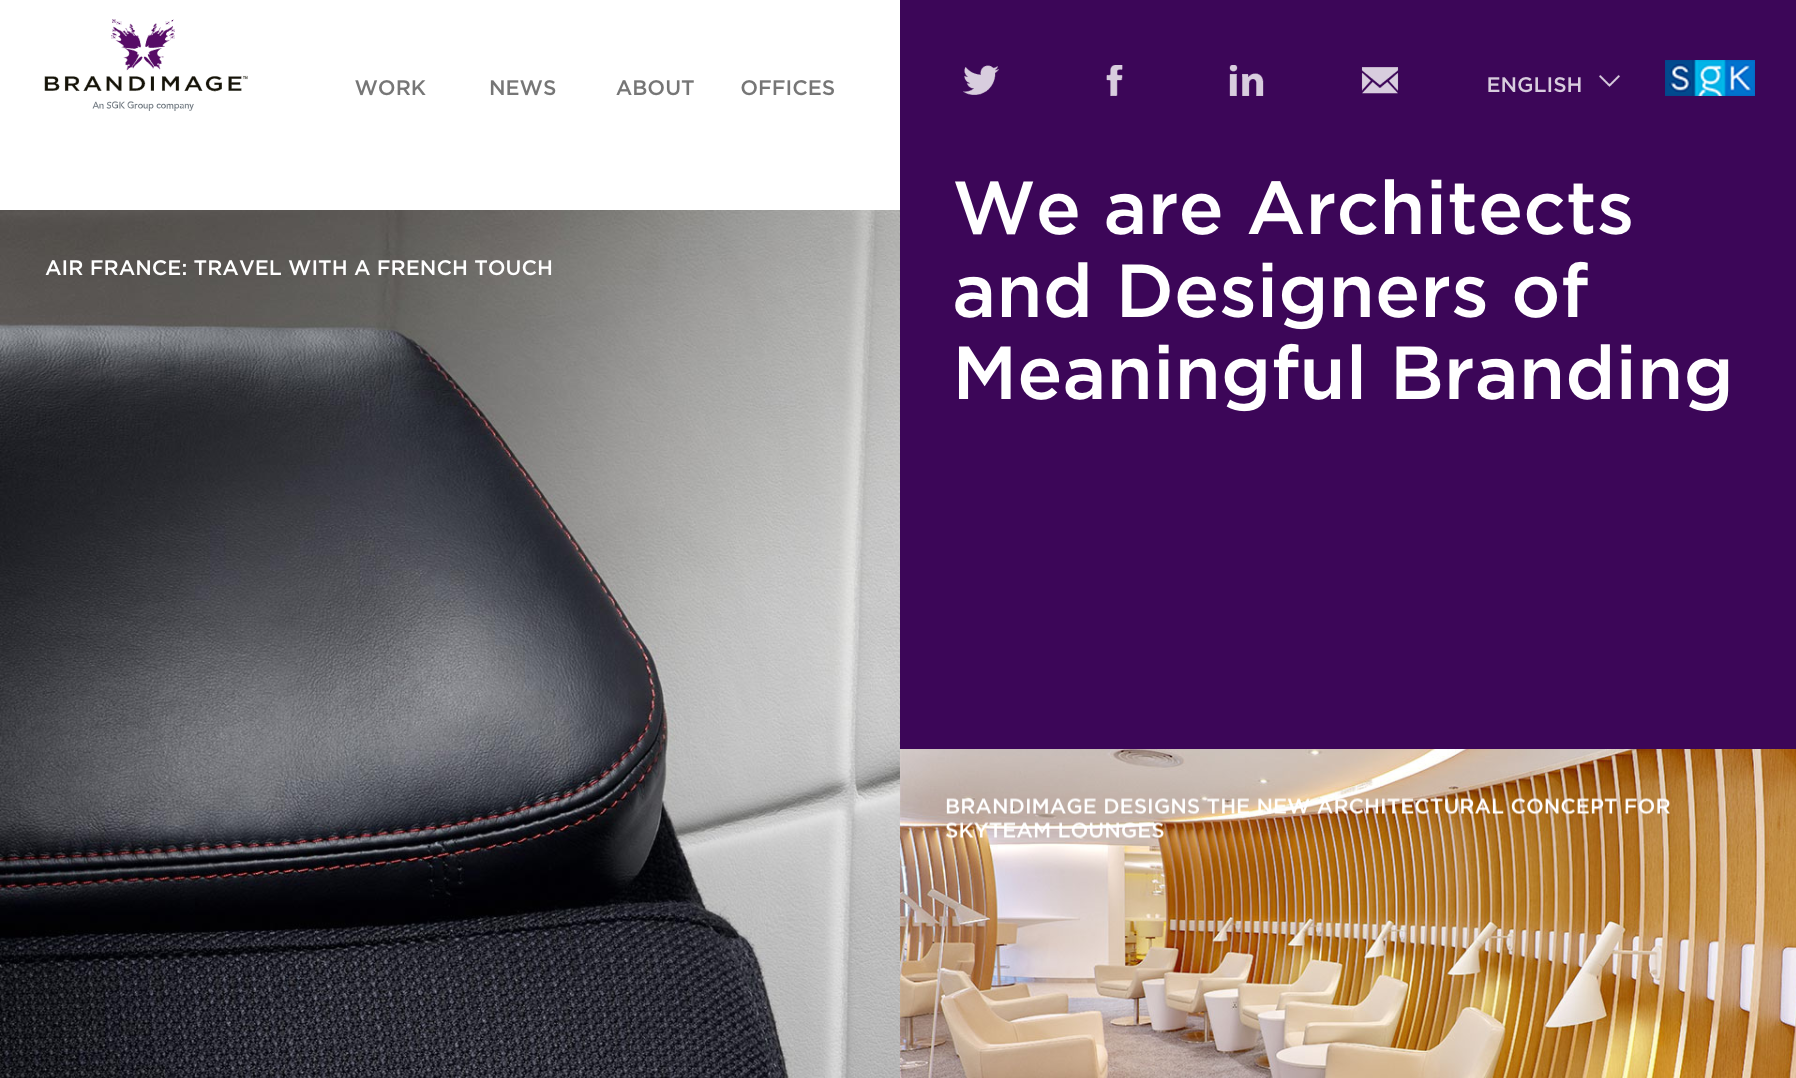 BRANDIMAGE™
An SGK Group company
WORK
NEWS
ABOUT
OFFICES
ENGLISH
SgK
We are Architects
and Designers of
Meaningful Branding
AIR FRANCE: TRAVEL WITH A FRENCH TOUCH
BRANDIMAGE DESIGNS THE NEW ARCHITECTURAL CONCEPT FOR
SKYTEAM LOUNGES